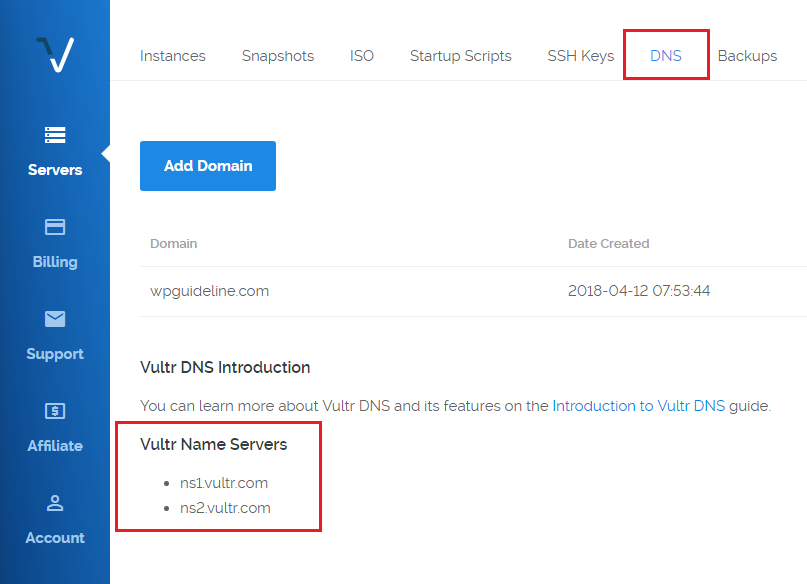 Instances Snapshots ISO Startup Scripts SSH Keys DNS Backups
Servers
Billing
Support
Affiliate
Account
Add Domain
Domain Date Created
wpguideline.com 2018-04-12 07:53:44
Vultr DNS Introduction
You can learn more about Vultr DNS and its features on the Introduction to Vultr DNS guide.
Vultr Name Servers
• ns1.vultr.com
• ns2.vultr.com